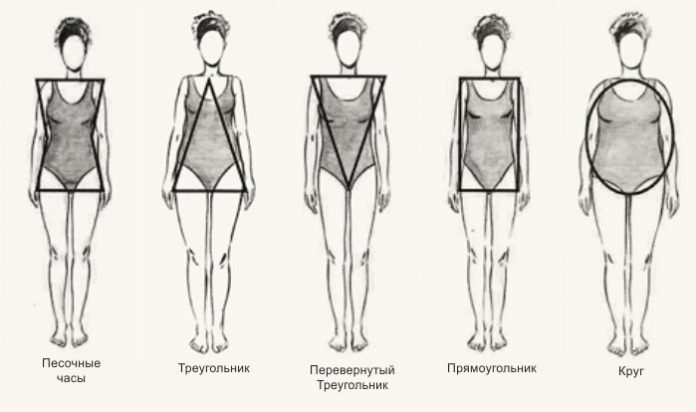 Песочные
часы
Треугольник
Перевернутый
Треугольник
Прямоугольник
Круг